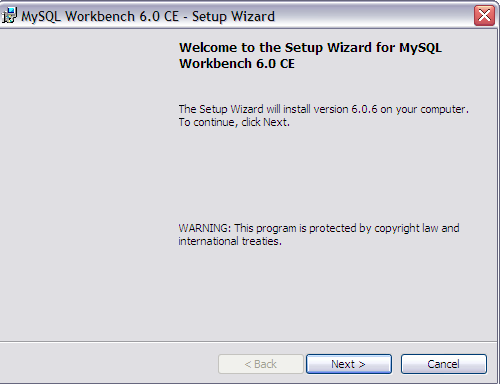 MySQL Workbench 6.0 CE - Setup Wizard
Welcome to the Setup Wizard for MySQL
Workbench 6.0 CE
The Setup Wizard will install version 6.0.6 on your computer.
To continue, click Next.
WARNING: This program is protected by copyright law and
international treaties.
< Back
Next >
Cancel